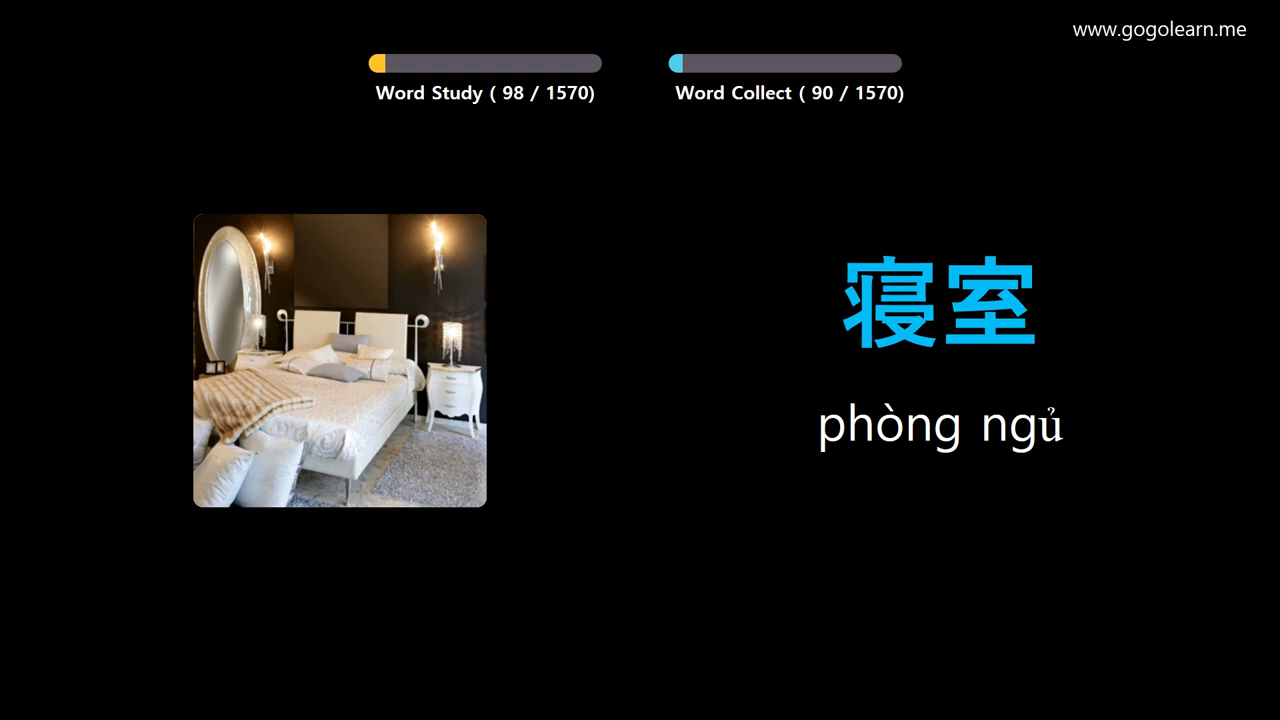 www.gogolearn.me
Word Study ( 98 / 1570)
Word Collect ( 90 / 1570)
寝室
phòng ngủ